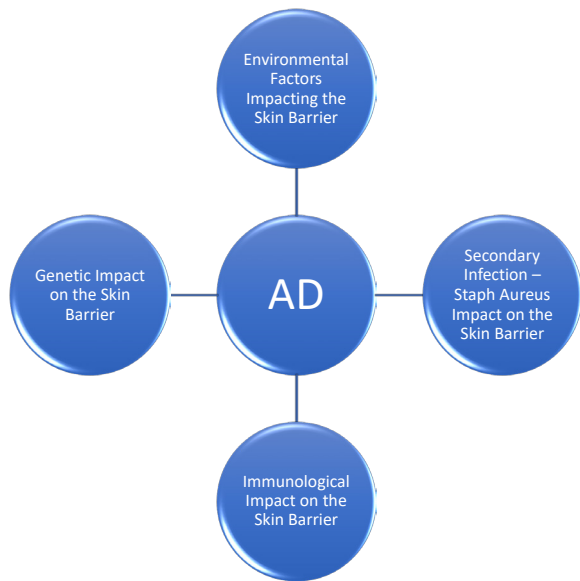 Environmental
Factors
Impacting the
Skin Barrier
Genetic Impact
on the Skin
Barrier
AD
Secondary
Infection –
Staph Aureus
Impact on the
Skin Barrier
Immunological
Impact on the
Skin Barrier